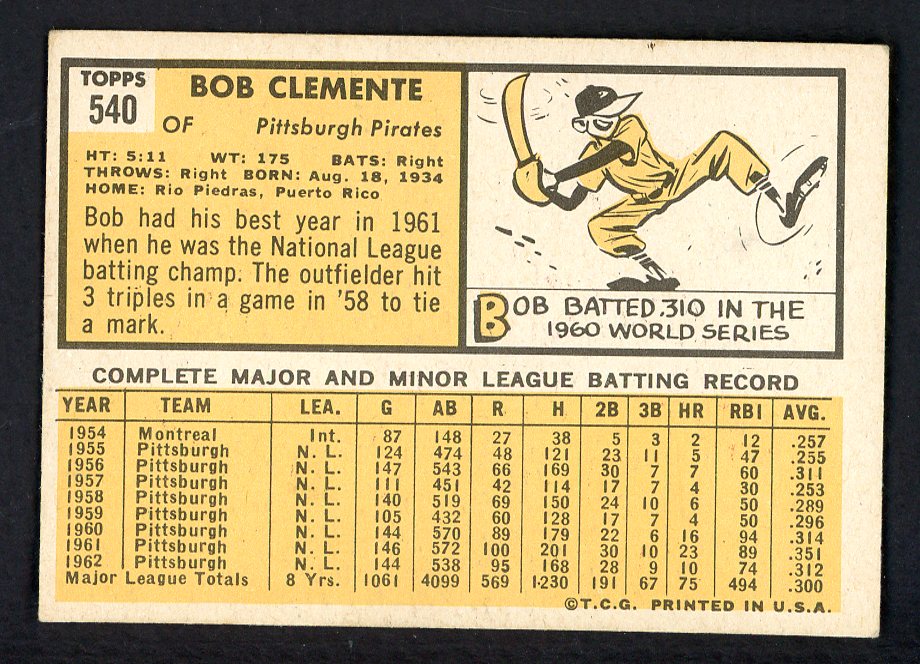 TOPPS
540
BOB CLEMENTE
OF Pittsburgh Pirates
HT: 5:11 WT: 175 BATS: Right
THROWS: Right BORN: Aug. 18, 1934
HOME: Rio Piedras, Puerto Rico
Bob had his best year in 1961
when he was the National League
batting champ. The outfielder hit
3 triples in a game in '58 to tie
a mark.
P
BOB BATTED .310 IN THE
1960 WORLD SERIES
COMPLETE MAJOR AND MINOR LEAGUE BATTING RECORD
YEAR TEAM LEA. G AB R H 2B 3B HR RBI AVG.
1954 Montreal Int. 87 148 27 38 5 3 2 12 .257
1955 Pittsburgh N. L. 124 474 48 121 23 11 5 47 .255
1956 Pittsburgh N. L. 147 543 66 169 30 7 7 60 .311
1957 Pittsburgh N. L. 111 451 42 114 17 7 4 30 .253
1958 Pittsburgh N. L. 140 519 69 150 24 10 6 50 .289
1959 Pittsburgh N. L. 105 432 60 128 17 7 4 50 .296
1960 Pittsburgh N. L. 144 570 89 179 22 6 16 94 .314
1961 Pittsburgh N. L. 146 572 100 201 30 10 23 89 .351
1962 Pittsburgh N. L. 144 538 95 168 28 9 10 74 .312
Major League Totals 8 Yrs. 1061 4099 569 1230 191 67 75 494 .300
©T.C.G. PRINTED IN U.S.A.